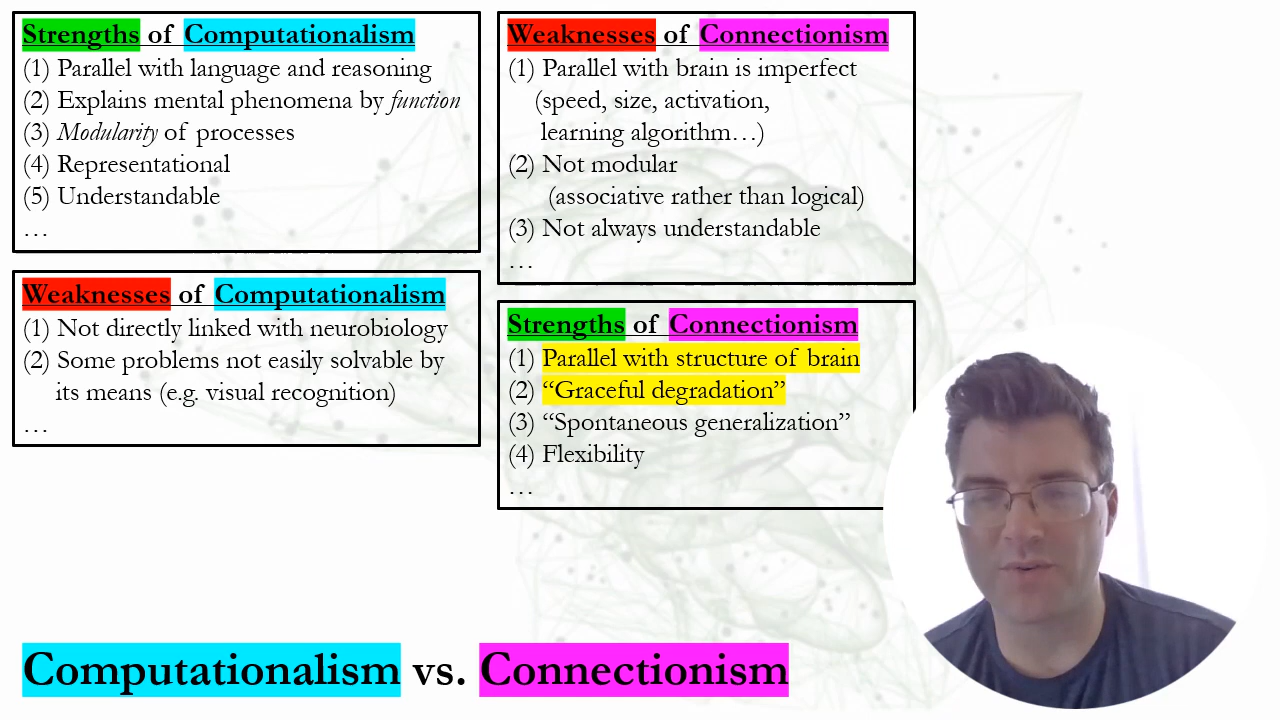 Strengths of Computationalism
(1) Parallel with language and reasoning
(2) Explains mental phenomena by function
(3) Modularity of processes
(4) Representational
(5) Understandable
…
Weaknesses of Computationalism
(1) Not directly linked with neurobiology
(2) Some problems not easily solvable by
its means (e.g. visual recognition)
…
Weaknesses of Connectionism
(1) Parallel with brain is imperfect
(speed, size, activation,
learning algorithm…)
(2) Not modular
(associative rather than logical)
(3) Not always understandable
…
Strengths of Connectionism
(1) Parallel with structure of brain
(2) “Graceful degradation”
(3) “Spontaneous generalization”
(4) Flexibility
…
Computationalism vs. Connectionism